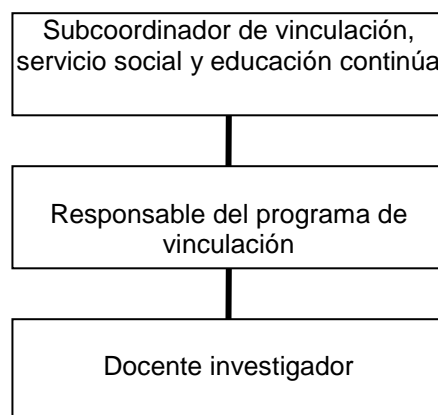 Subcoordinador de vinculación,
servicio social y educación continúa
Responsable del programa de
vinculación
Docente investigador